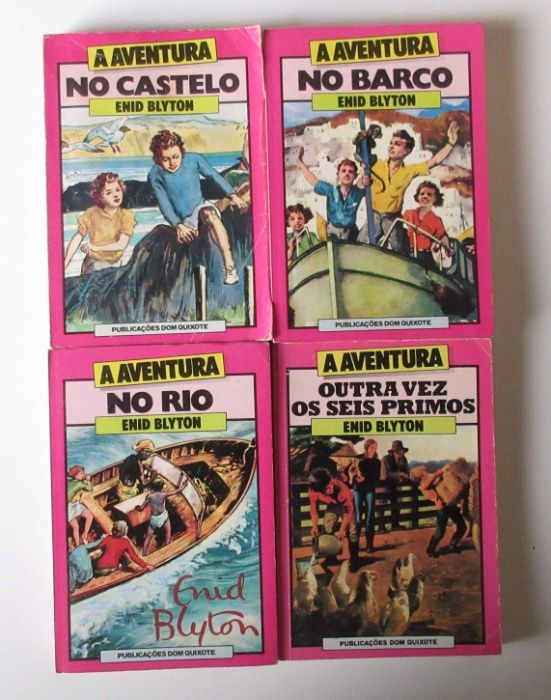 A AVENTURA
NO CASTELO
ENID BLYTON
PUBLICAÇÕES DOM QUIXOTE
A AVENTURA
NO BARCO
ENID BLYTON
PUBLICAÇÕES DOM QUIXOTE
A AVENTURA
NO RIO
ENID BLYTON
Enid
Blyton
PUBLICAÇÕES DOM QUIXOTE
A AVENTURA
OUTRA VEZ
OS SEIS PRIMOS
ENID BLYTON
PUBLICAÇÕES DOM QUIXOTE